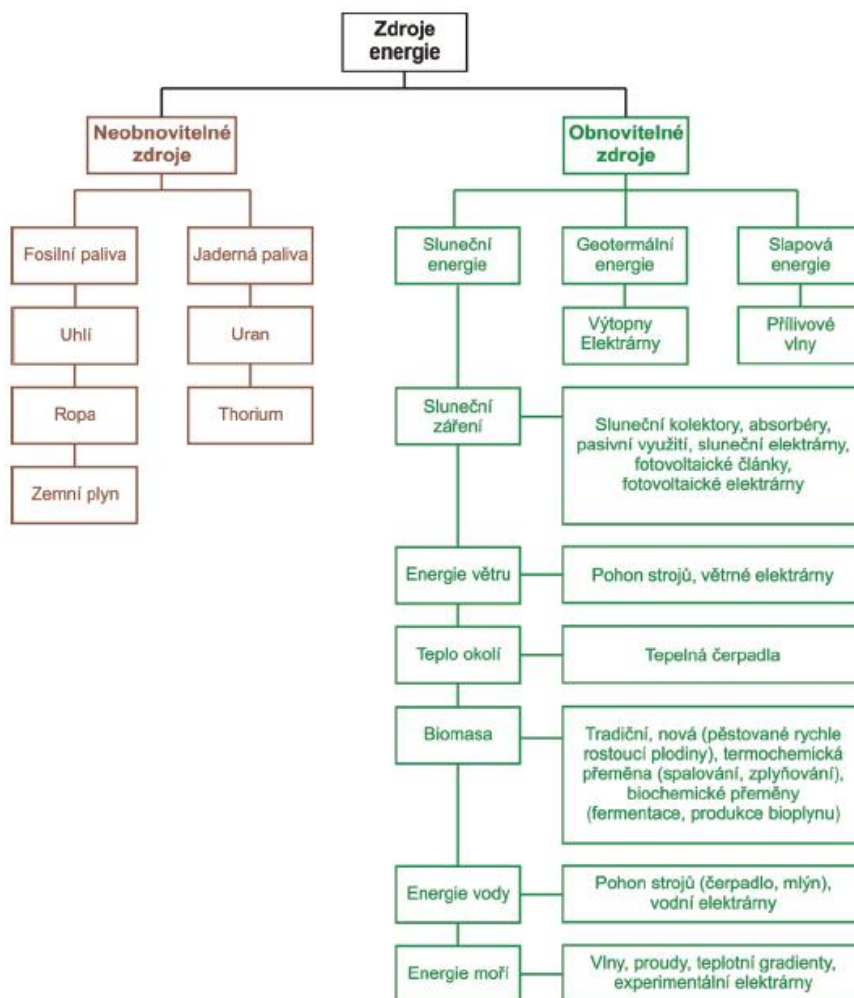 Zdroje
energie
Neobnovitelné
zdroje
Obnovitelné
zdroje
Fosilní paliva
Jaderná paliva
Sluneční
energie
Geotermální
energie
Slapová
energie
Uhlí
Uran
Výtopny
Elektrárny
Přílivové
vlny
Ropa
Thorium
Sluneční
záření
Sluneční kolektory, absorbéry,
pasivní využití, sluneční elektrárny,
fotovoltaické články,
fotovoltaické elektrárny
Zemní plyn
Energie větru
Pohon strojů, větrné elektrárny
Teplo okolí
Tepelná čerpadla
Biomasa
Tradiční, nová (pěstované rychle
rostoucí plodiny), termochemická
přeměna (spalování, zplyňování),
biochemické přeměny
(fermentace, produkce bioplynu)
Energie vody
Pohon strojů (čerpadlo, mlýn),
vodní elektrárny
Energie moří
Vlny, proudy, teplotní gradienty,
experimentální elektrárny